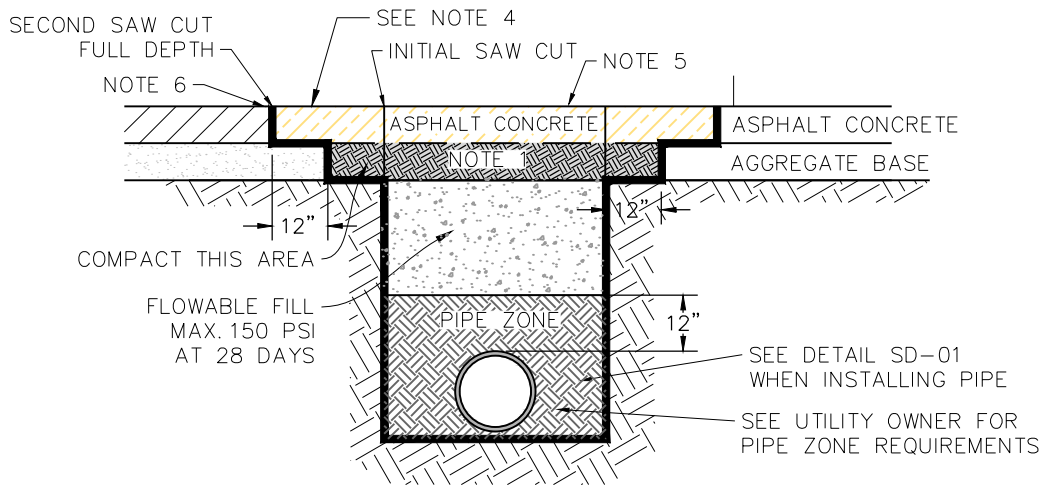 SECOND SAW CUT
FULL DEPTH
SEE NOTE 4
INITIAL SAW CUT
NOTE 5
NOTE 6
ASPHALT CONCRETE
ASPHALT CONCRETE
NOTE 1
AGGREGATE BASE
12"
12"
COMPACT THIS AREA
FLOWABLE FILL
MAX. 150 PSI
AT 28 DAYS
PIPE ZONE
12"
SEE DETAIL SD-01
WHEN INSTALLING PIPE
SEE UTILITY OWNER FOR
PIPE ZONE REQUIREMENTS